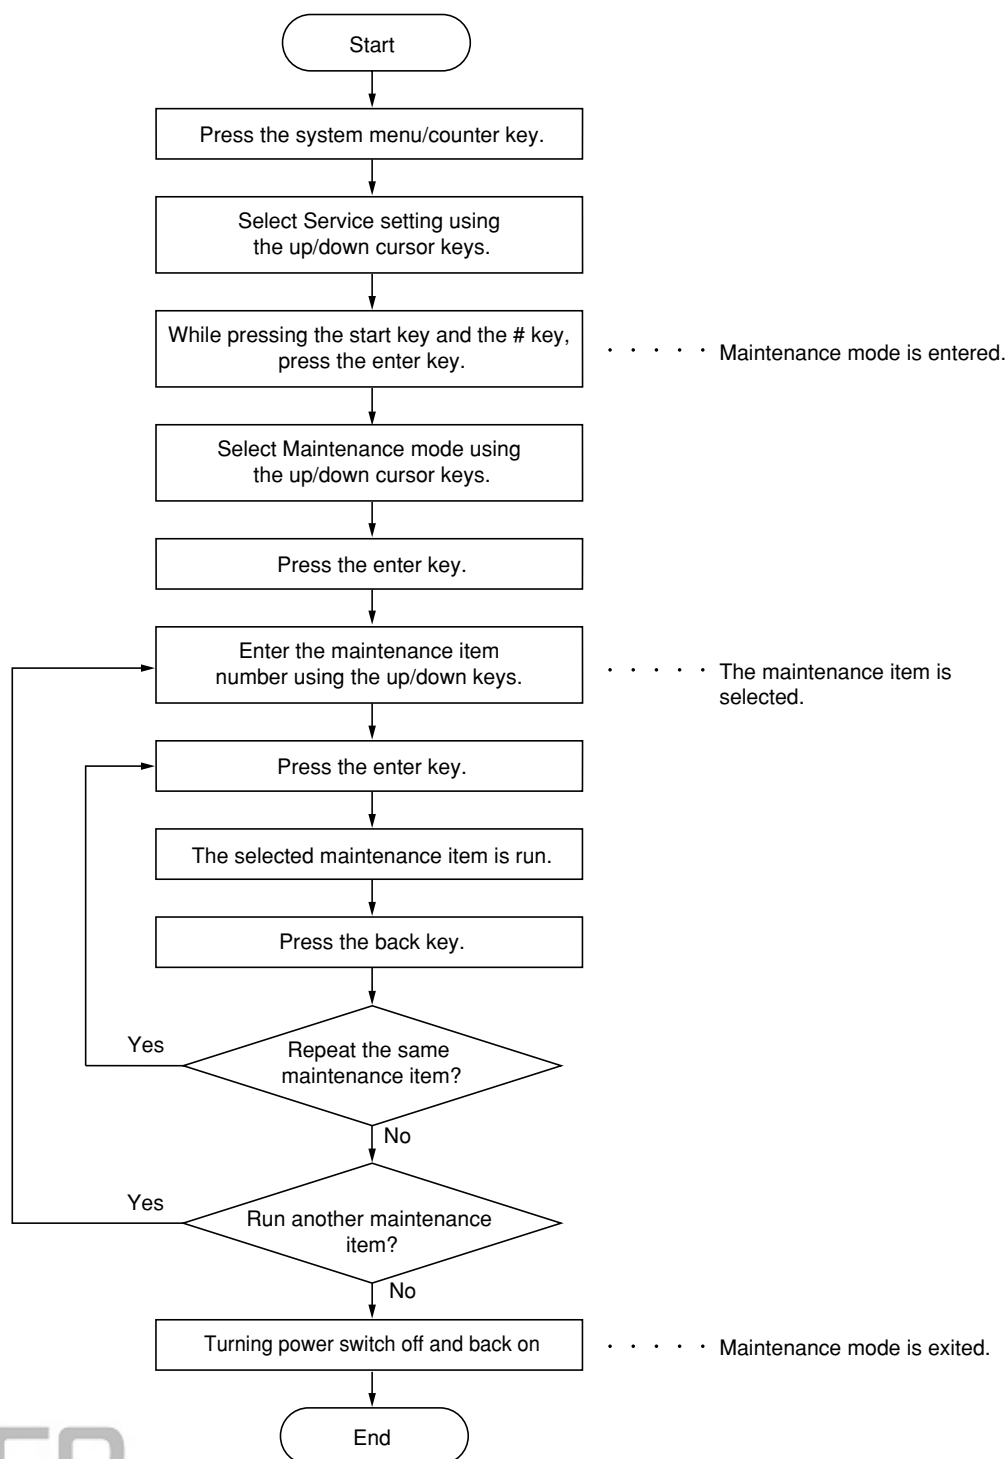 Start
Press the system menu/counter key.
Select Service setting using
the up/down cursor keys.
While pressing the start key and the # key,
press the enter key.
· · · · · Maintenance mode is entered.
Select Maintenance mode using
the up/down cursor keys.
Press the enter key.
Enter the maintenance item
number using the up/down keys.
· · · · · The maintenance item is
selected.
Press the enter key.
The selected maintenance item is run.
Press the back key.
Yes
Repeat the same
maintenance item?
No
Yes
Run another maintenance
item?
No
Turning power switch off and back on
· · · · · Maintenance mode is exited.
End